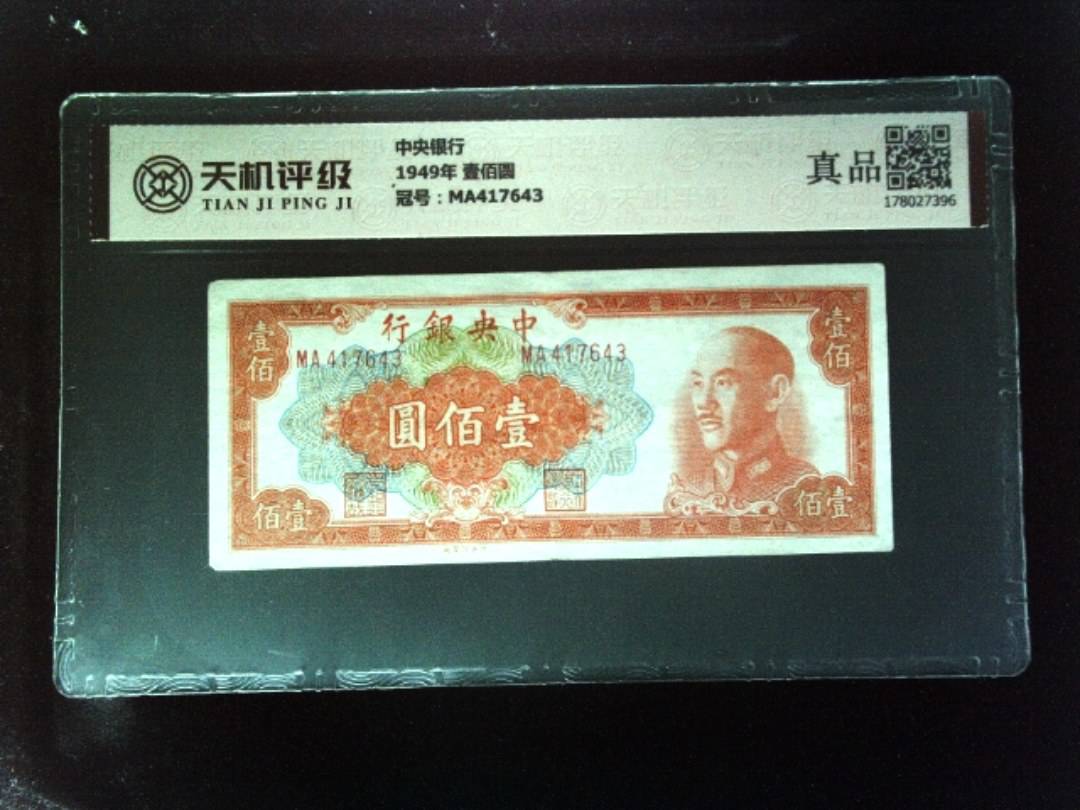 天机评级
TIAN JI PING JI
中央银行
1949年 壹佰圆
冠号：MA417643
真品
178027396
行銀央中
MA417643
MA417643
壹佰
壹佰
圓佰壹
佰壹
佰壹